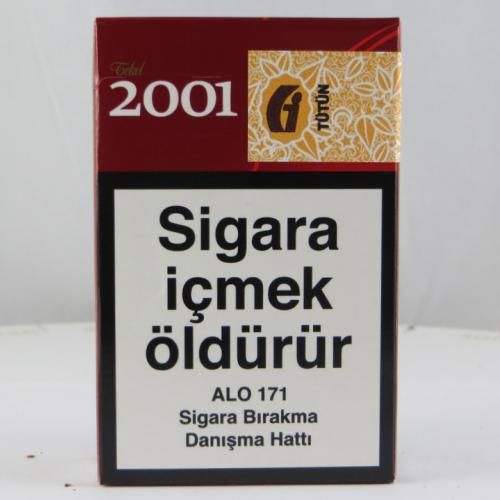 Tekel
2001
TÜTÜN
Sigara
içmek
öldürür
ALO 171
Sigara Bırakma
Danışma Hattı